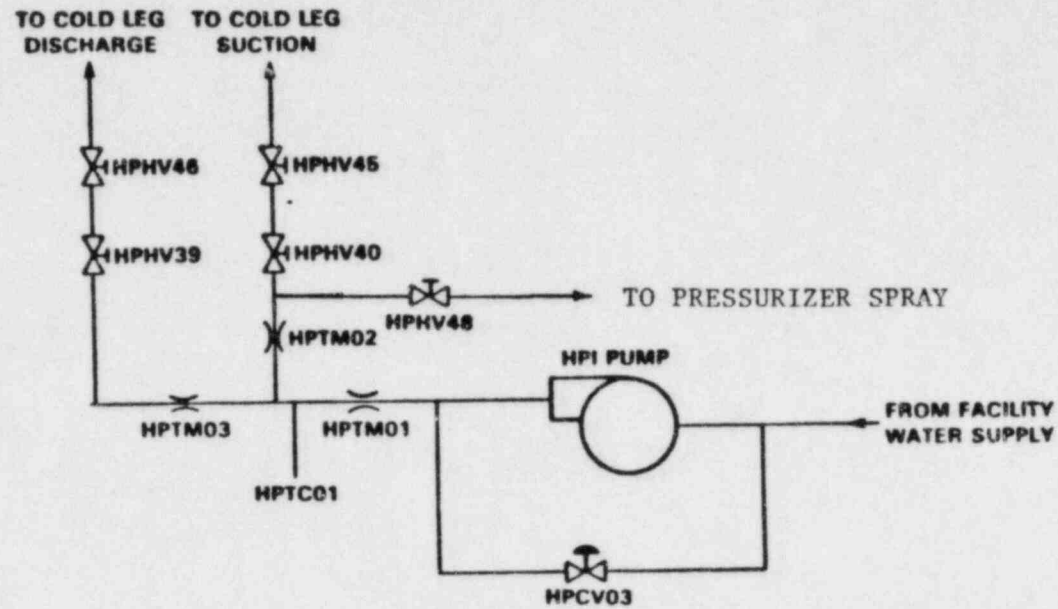 TO COLD LEG
DISCHARGE
TO COLD LEG
SUCTION
HPHV46
HPHV45
HPHV39
HPHV40
HPHV48
TO PRESSURIZER SPRAY
HPTM02
HPI PUMP
HPTM03
HPTM01
FROM FACILITY
WATER SUPPLY
HPTC01
HPCV03